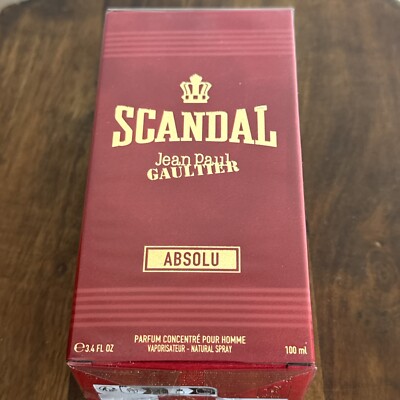 SCANDAL
Jean Paul
GAULTIER
ABSOLU
PARFUM CONCENTRÉ POUR HOMME
℮3.4 FL OZ VAPORISATEUR - NATURAL SPRAY 100 ml